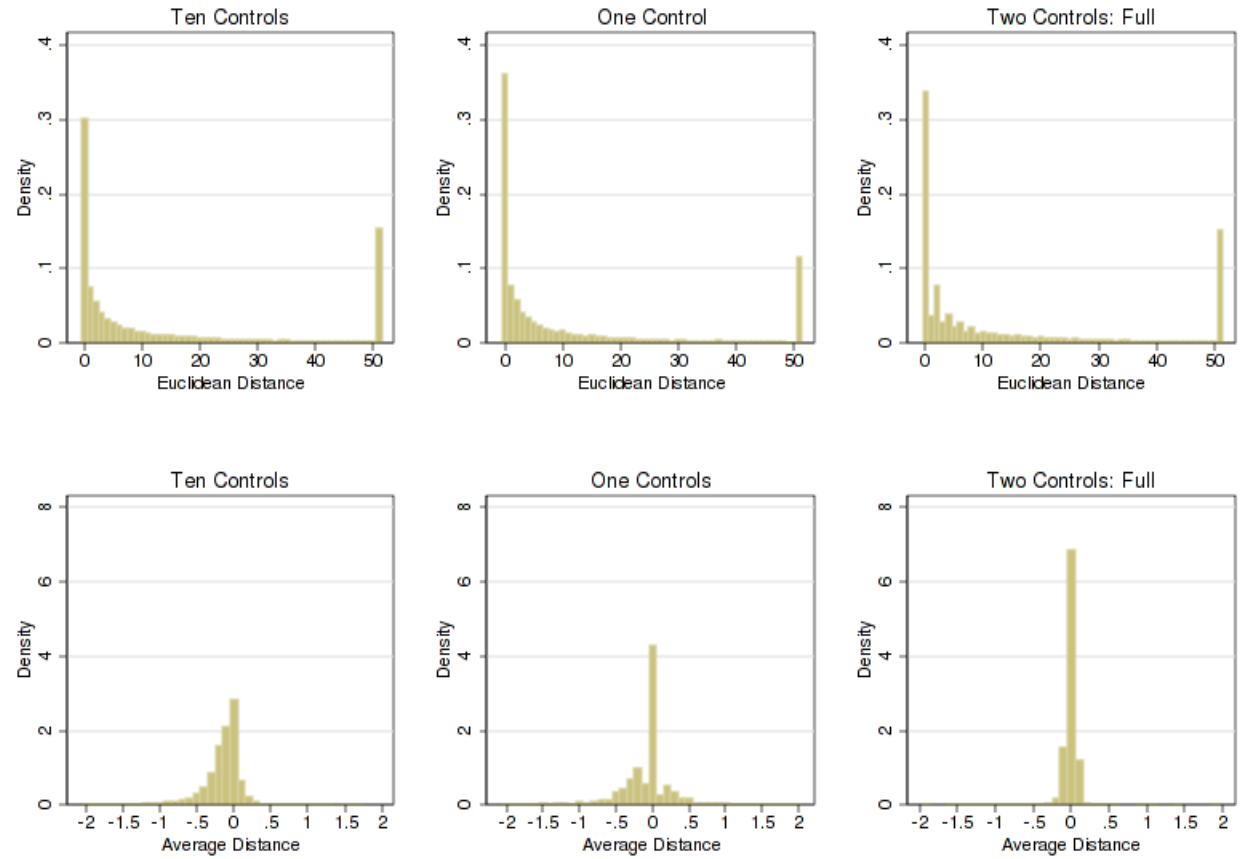 Ten Controls
One Control
Two Controls: Full
.4
.3
.2
.1
0
Density
0 10 20 30 40 50
Euclidean Distance
.4
.3
.2
.1
0
Density
0 10 20 30 40 50
Euclidean Distance
.4
.3
.2
.1
0
Density
0 10 20 30 40 50
Euclidean Distance
Ten Controls
One Controls
Two Controls: Full
8
6
4
2
0
Density
-2 -1.5 -1 -.5 0 .5 1 1.5 2
Average Distance
8
6
4
2
0
Density
-2 -1.5 -1 -.5 0 .5 1 1.5 2
Average Distance
8
6
4
2
0
Density
-2 -1.5 -1 -.5 0 .5 1 1.5 2
Average Distance